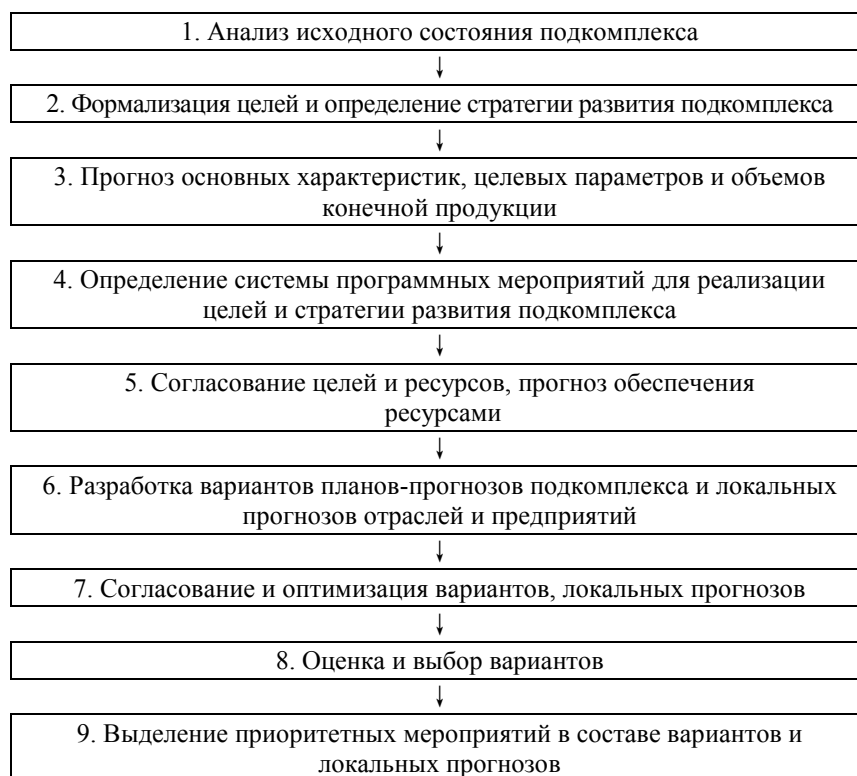 1. Анализ исходного состояния подкомплекса
↓
2. Формализация целей и определение стратегии развития подкомплекса
↓
3. Прогноз основных характеристик, целевых параметров и объемов
конечной продукции
↓
4. Определение системы программных мероприятий для реализации
целей и стратегии развития подкомплекса
↓
5. Согласование целей и ресурсов, прогноз обеспечения
ресурсами
↓
6. Разработка вариантов планов-прогнозов подкомплекса и локальных
прогнозов отраслей и предприятий
↓
7. Согласование и оптимизация вариантов, локальных прогнозов
↓
8. Оценка и выбор вариантов
↓
9. Выделение приоритетных мероприятий в составе вариантов и
локальных прогнозов